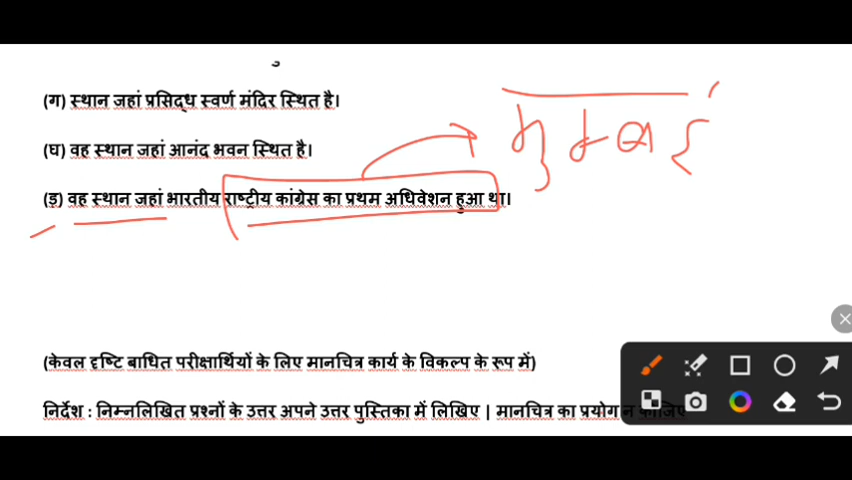 (ग) स्थान जहां प्रसिद्ध स्वर्ण मंदिर स्थित है।
मुम्बई
(घ) वह स्थान जहां आनंद भवन स्थित है।
(ड़) वह स्थान जहां भारतीय राष्ट्रीय कांग्रेस का प्रथम अधिवेशन हुआ था।
(केवल दृष्टि बाधित परीक्षार्थियों के लिए मानचित्र कार्य के विकल्प के रूप में)
निर्देश : निम्नलिखित प्रश्नों के उत्तर अपने उत्तर पुस्तिका में लिखिए | मानचित्र का प्रयोग न कीजिए